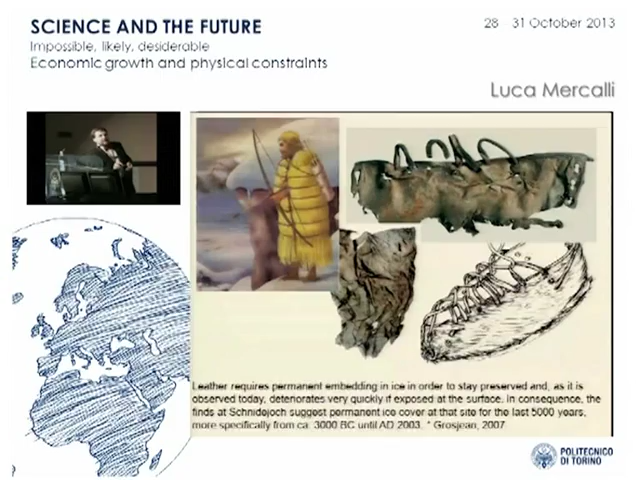 SCIENCE AND THE FUTURE
Impossible, likely, desiderable
Economic growth and physical constraints
28 - 31 October 2013
Luca Mercalli
Leather requires permanent embedding in ice in order to stay preserved and, as it is
observed today, deteriorates very quickly if exposed at the surface. In consequence, the
finds at Schnidejoch suggest permanent ice cover at that site for the last 5000 years,
more specifically from ca. 3000 BC until AD 2003. " Grosjean, 2007
POLITECNICO
DI TORINO